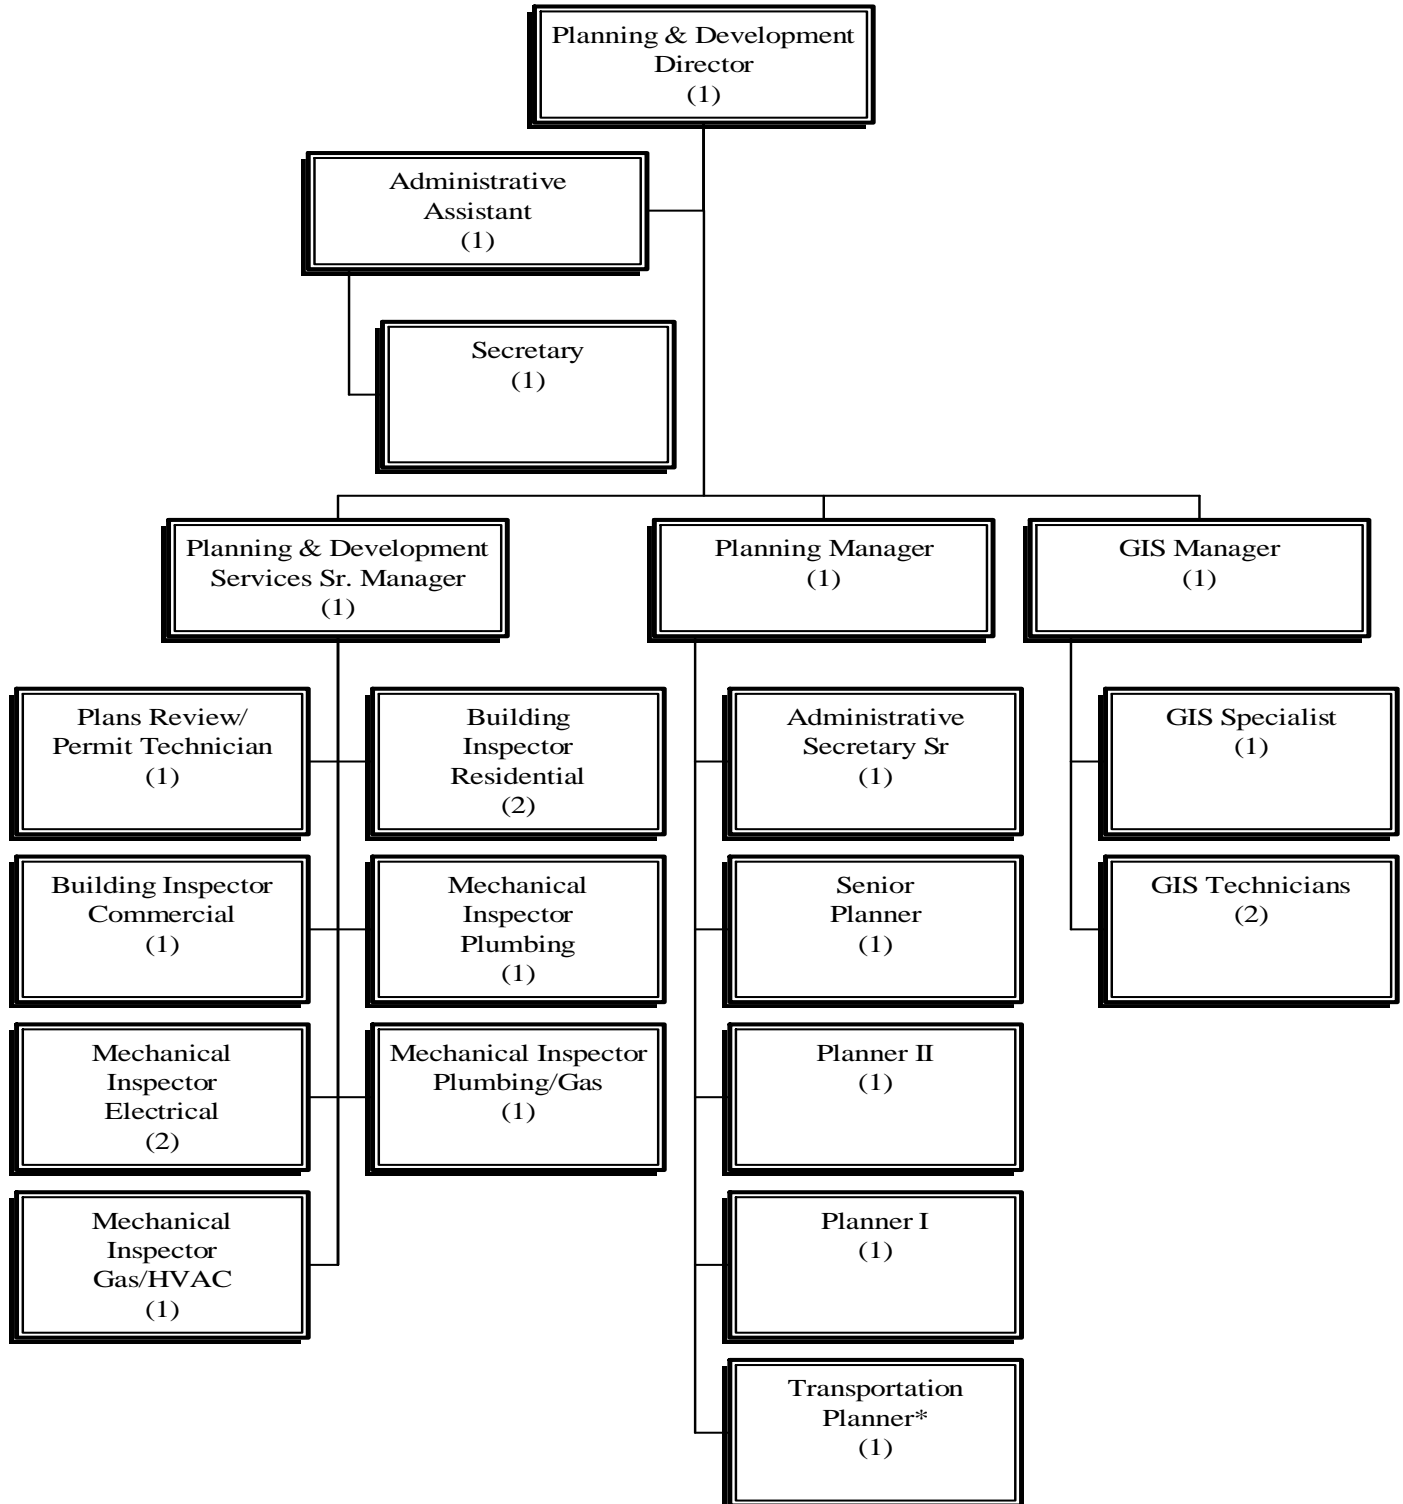 Planning & Development
Director
(1)
Administrative
Assistant
(1)
Secretary
(1)
Planning & Development
Services Sr. Manager
(1)
Planning Manager
(1)
GIS Manager
(1)
Plans Review/
Permit Technician
(1)
Building
Inspector
Residential
(2)
Administrative
Secretary Sr
(1)
GIS Specialist
(1)
Building Inspector
Commercial
(1)
Mechanical
Inspector
Plumbing
(1)
Senior
Planner
(1)
GIS Technicians
(2)
Mechanical
Inspector
Electrical
(2)
Mechanical Inspector
Plumbing/Gas
(1)
Planner II
(1)
Mechanical
Inspector
Gas/HVAC
(1)
Planner I
(1)
Transportation
Planner*
(1)